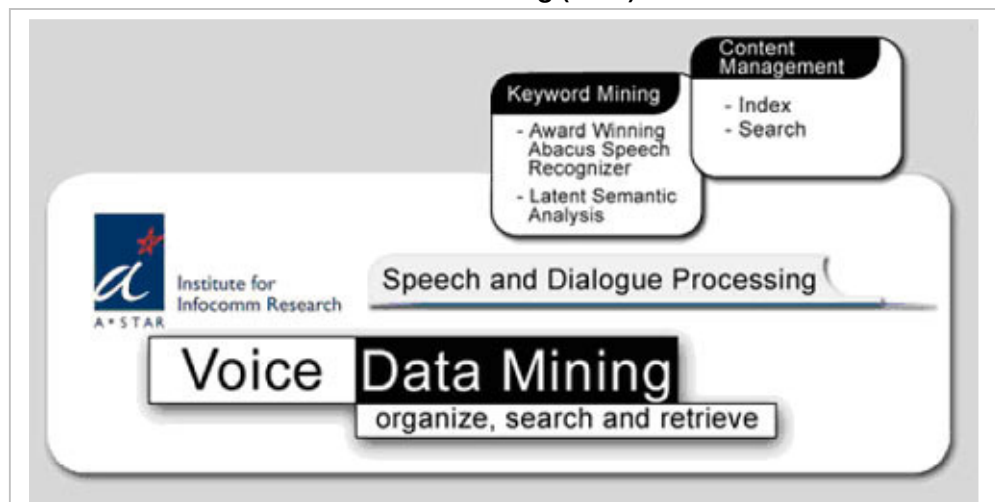 Content
Management
- Index
- Search
Keyword Mining
- Award Winning
Abacus Speech
Recognizer
- Latent Semantic
Analysis
a
A*STAR
Institute for
Infocomm Research
Speech and Dialogue Processing
Voice Data Mining
organize, search and retrieve